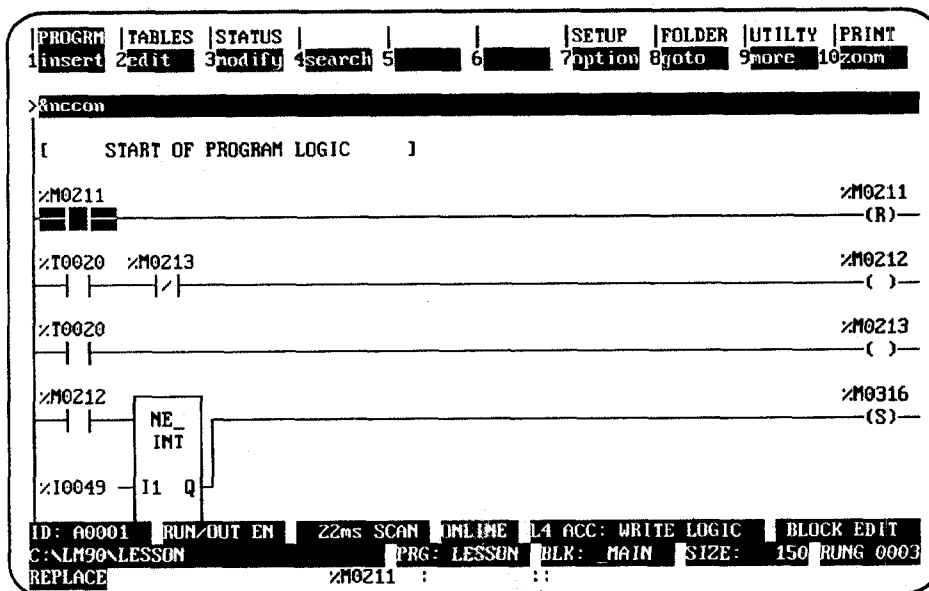 |PROGRM |TABLES |STATUS | | | |SETUP |FOLDER |UTILTY |PRINT
1insert 2edit 3modify 4search 5 6 7option 8goto 9more 10zoom
>&nccon
[ START OF PROGRAM LOGIC ]
%M0211 %M0211
(R)
%T0020 %M0213 %M0212
( )
%T0020 %M0213
( )
%M0212 %M0316
NE_ (S)
INT
%I0049 I1 Q
ID: A0001 RUN/OUT EN 22ms SCAN ONLINE L4 ACC: WRITE LOGIC BLOCK EDIT
C:\LM90\LESSON PRG: LESSON BLK: _MAIN SIZE: 150 RUNG 0003
REPLACE %M0211 : ::